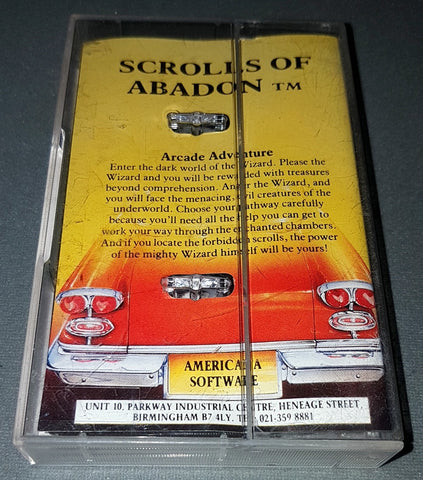 SCROLLS OF
ABADON TM
Arcade Adventure
Enter the dark world of the Wizard. Please the
Wizard and you will be rewarded with treasures
beyond comprehension. Anger the Wizard, and
you will face the menacing, evil creatures of the
underworld. Choose your pathway carefully
because you'll need all the help you can get to
work your way through the enchanted chambers.
And if you locate the forbidden scrolls, the power
of the mighty Wizard himself will be yours!
AMERICANA
SOFTWARE
UNIT 10, PARKWAY INDUSTRIAL CENTRE, HENEAGE STREET,
BIRMINGHAM B7 4LY. TEL: 021-359 8881